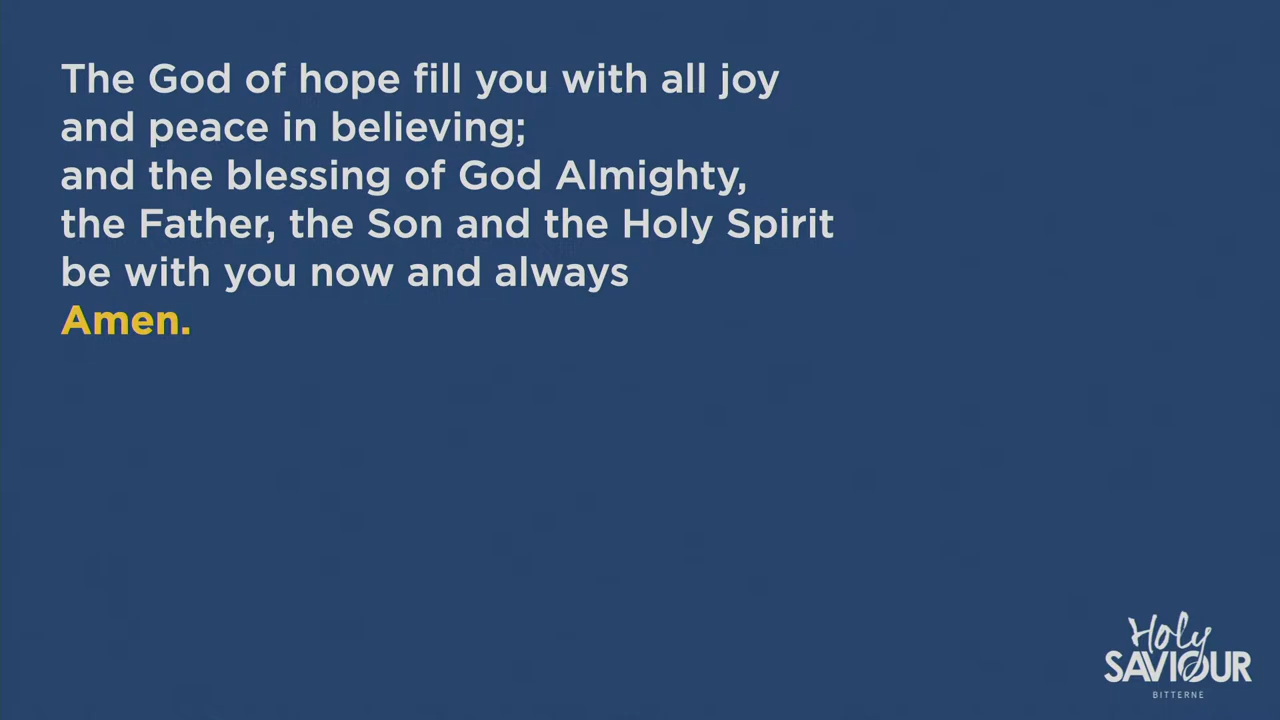 The God of hope fill you with all joy
and peace in believing;
and the blessing of God Almighty,
the Father, the Son and the Holy Spirit
be with you now and always
Amen.
Holy
SAVIOUR
BITTERNE